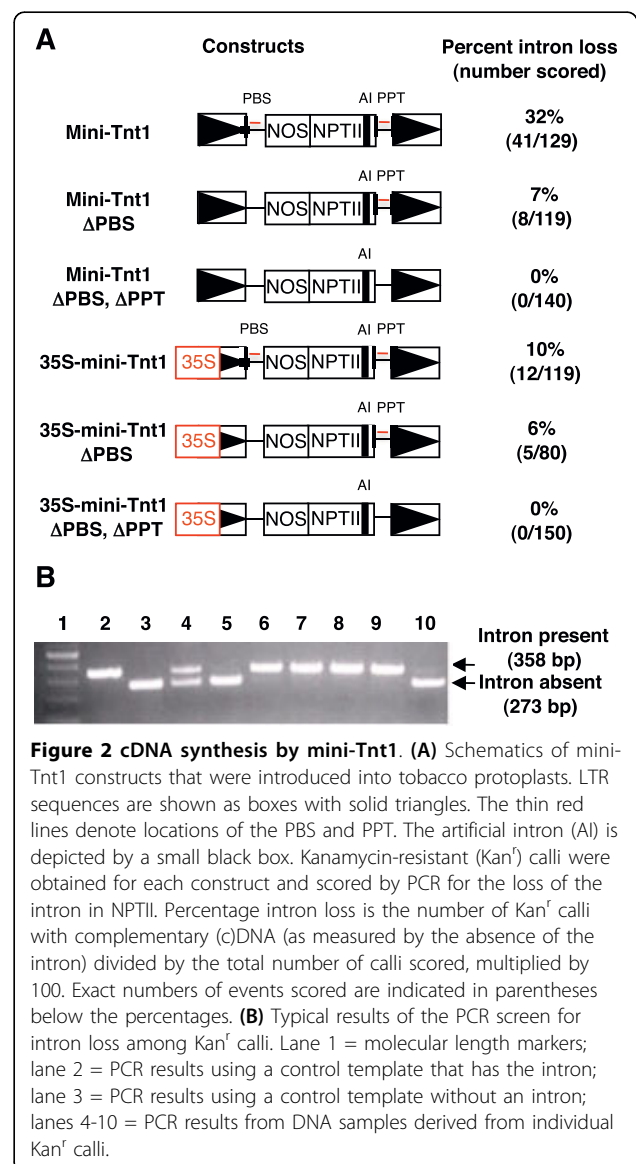 A
Constructs
Percent intron loss
(number scored)
PBS
AI PPT
Mini-Tnt1
NOS NPTII
32%
(41/129)
AI PPT
Mini-Tnt1
ΔPBS
NOS NPTII
7%
(8/119)
AI
Mini-Tnt1
ΔPBS, ΔPPT
NOS NPTII
0%
(0/140)
PBS
AI PPT
35S-mini-Tnt1
35S
NOS NPTII
10%
(12/119)
AI PPT
35S-mini-Tnt1
ΔPBS
35S
NOS NPTII
6%
(5/80)
AI
35S-mini-Tnt1
ΔPBS, ΔPPT
35S
NOS NPTII
0%
(0/150)
B
1 2 3 4 5 6 7 8 9 10
Intron present
(358 bp)
Intron absent
(273 bp)
Figure 2 cDNA synthesis by mini-Tnt1. (A) Schematics of mini-
Tnt1 constructs that were introduced into tobacco protoplasts. LTR
sequences are shown as boxes with solid triangles. The thin red
lines denote locations of the PBS and PPT. The artificial intron (AI) is
depicted by a small black box. Kanamycin-resistant (Kanʳ) calli were
obtained for each construct and scored by PCR for the loss of the
intron in NPTII. Percentage intron loss is the number of Kanʳ calli
with complementary (c)DNA (as measured by the absence of the
intron) divided by the total number of calli scored, multiplied by
100. Exact numbers of events scored are indicated in parentheses
below the percentages. (B) Typical results of the PCR screen for
intron loss among Kanʳ calli. Lane 1 = molecular length markers;
lane 2 = PCR results using a control template that has the intron;
lane 3 = PCR results using a control template without an intron;
lanes 4-10 = PCR results from DNA samples derived from individual
Kanʳ calli.